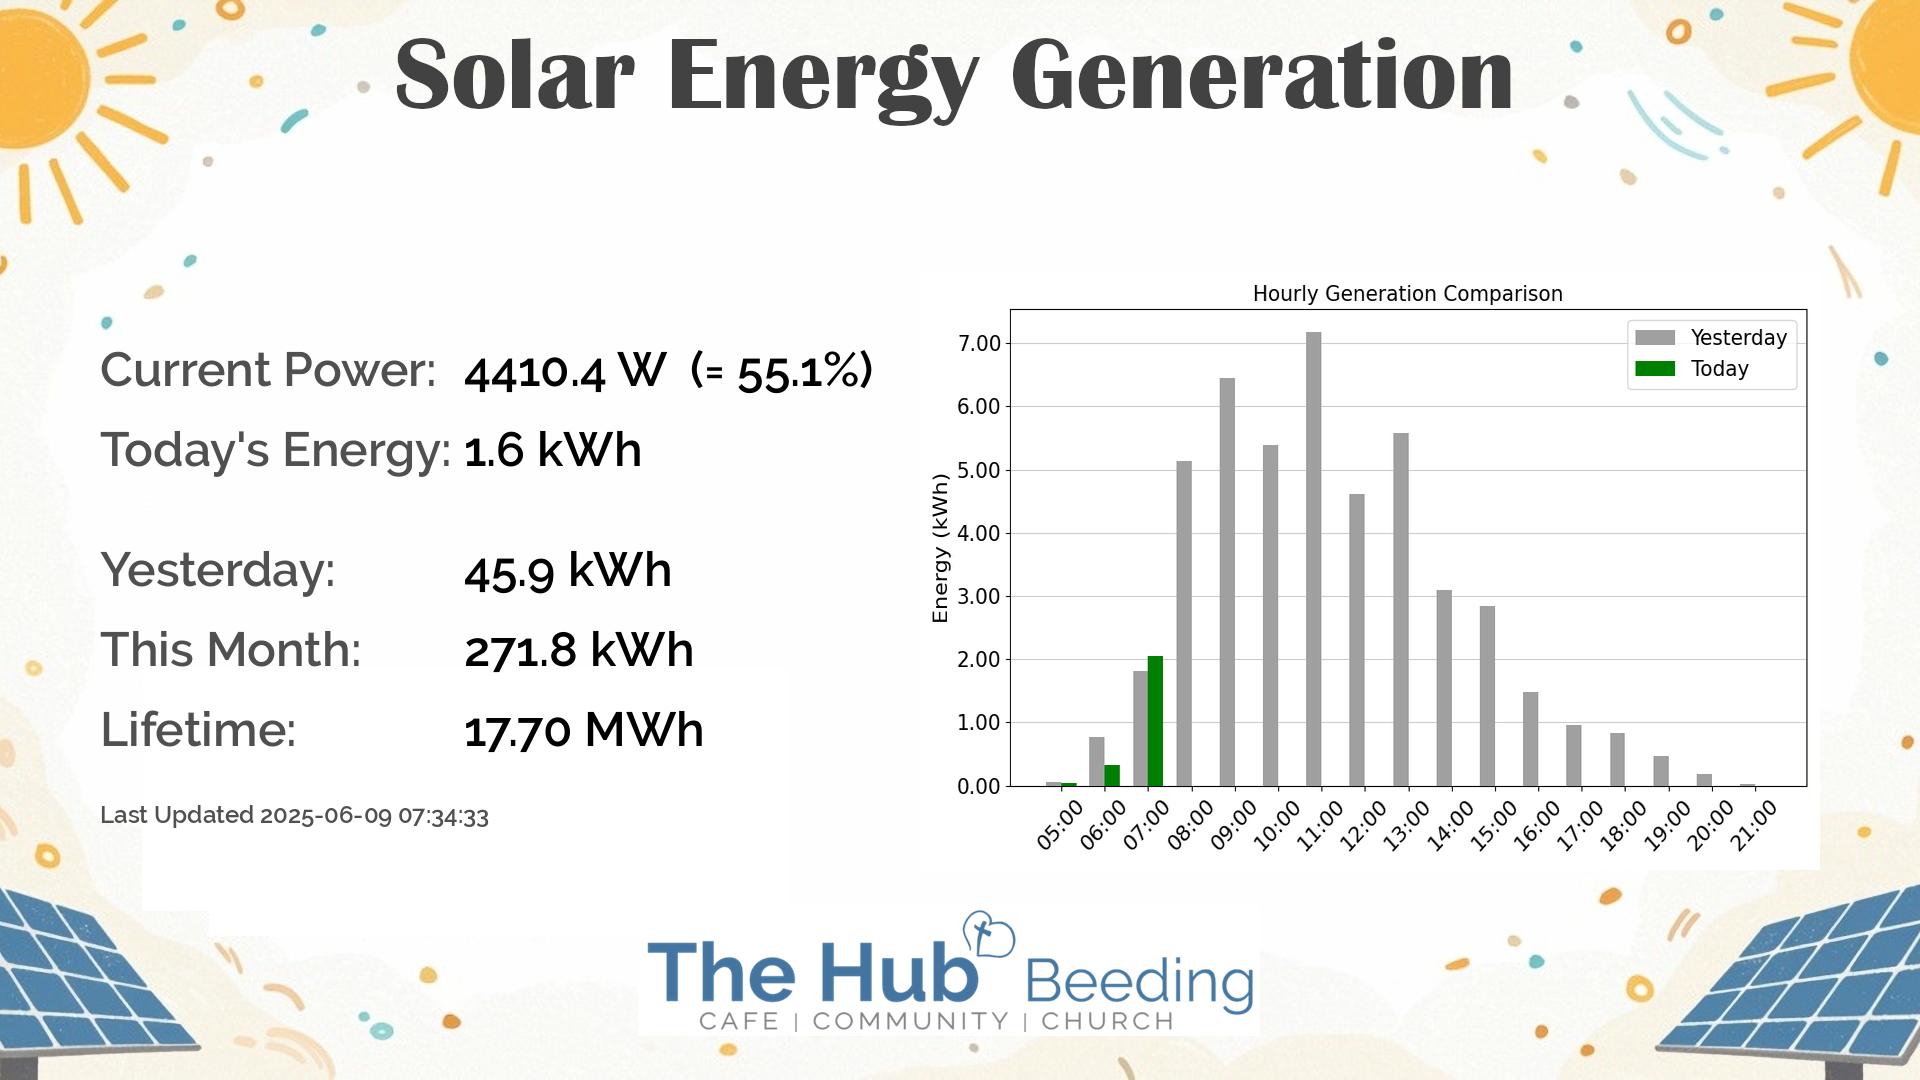 Solar Energy Generation
Current Power: 4410.4 W (= 55.1%)
Today's Energy: 1.6 kWh
Yesterday: 45.9 kWh
This Month: 271.8 kWh
Lifetime: 17.70 MWh
Last Updated 2025-06-09 07:34:33
Hourly Generation Comparison
Yesterday
Today
Energy (kWh)
7.00
6.00
5.00
4.00
3.00
2.00
1.00
0.00
05:00 06:00 07:00 08:00 09:00 10:00 11:00 12:00 13:00 14:00 15:00 16:00 17:00 18:00 19:00 20:00 21:00
The Hub Beeding
CAFE | COMMUNITY | CHURCH